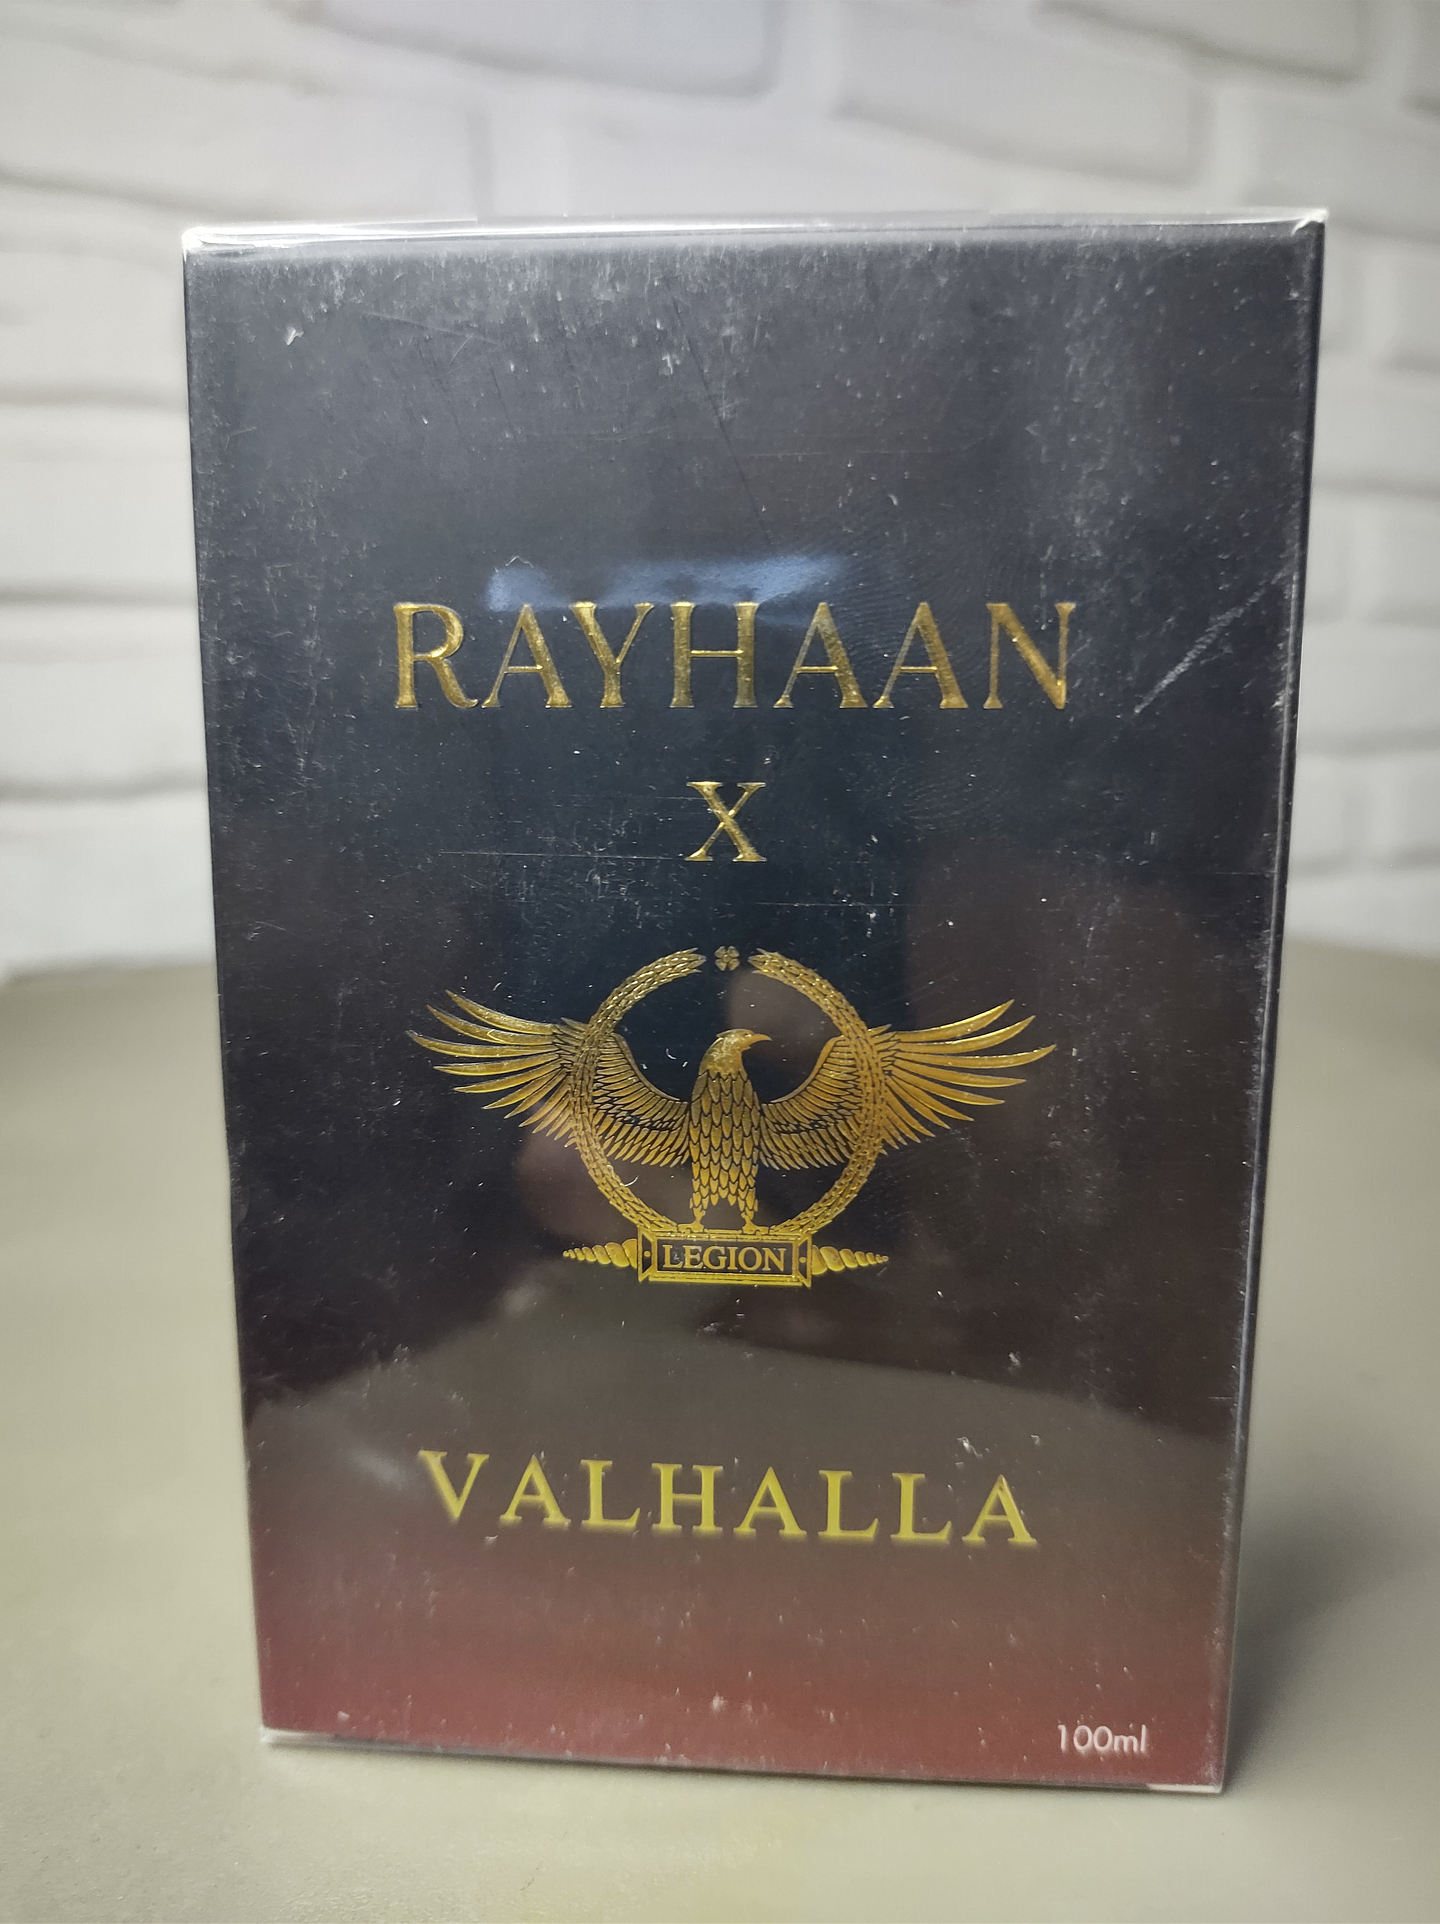 RAYHAAN
X
LEGION
VALHALLA
100ml